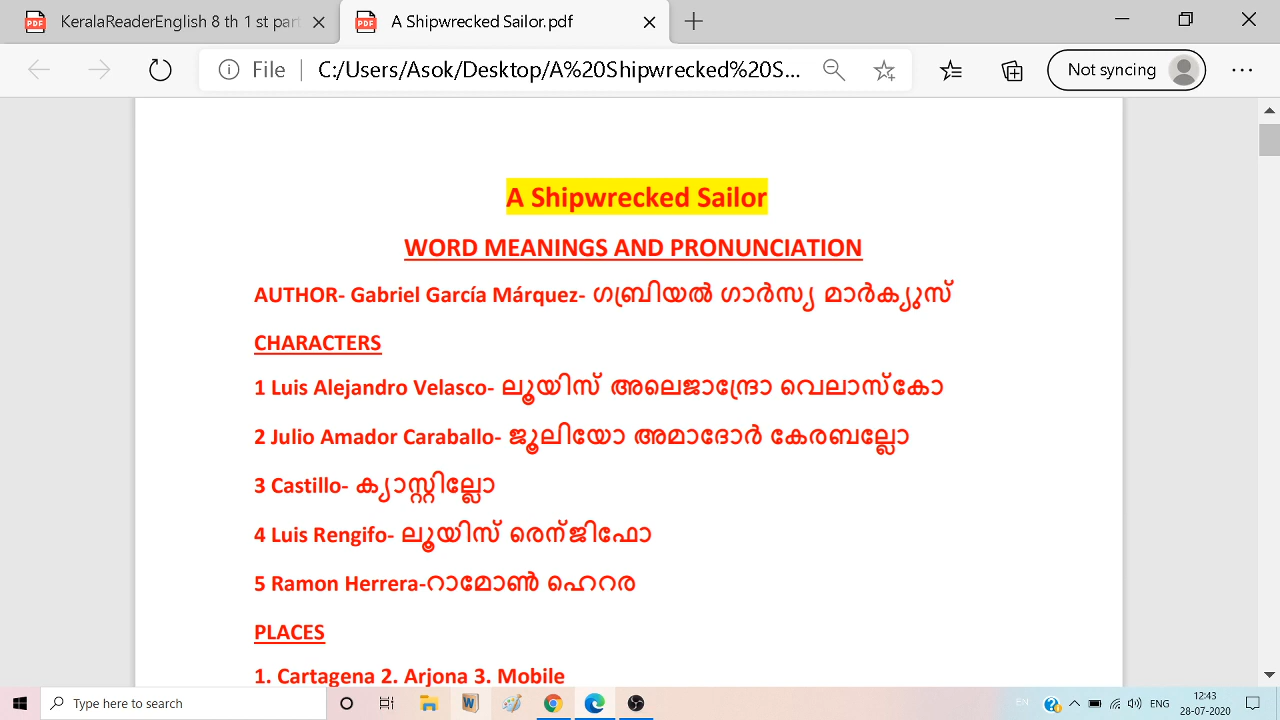 KeralaReaderEnglish 8 th 1 st part
A Shipwrecked Sailor.pdf
File
C:/Users/Asok/Desktop/A%20Shipwrecked%20S...
Not syncing
A Shipwrecked Sailor
WORD MEANINGS AND PRONUNCIATION
AUTHOR- Gabriel García Márquez- ഗബ്രിയൽ ഗാർസ്യ മാർക്യുസ്
CHARACTERS
1 Luis Alejandro Velasco- ലൂയിസ് അലെജാന്ദ്രോ വെലാസ്കോ
2 Julio Amador Caraballo- ജൂലിയോ അമാദോർ കേരബല്ലോ
3 Castillo- ക്യാസ്റ്റില്ലോ
4 Luis Rengifo- ലൂയിസ് രെന്ജിഫോ
5 Ramon Herrera-റാമോൺ ഹെറര
PLACES
1. Cartagena 2. Arjona 3. Mobile
Type here to search
EN
ENG
12:43
28-07-2020